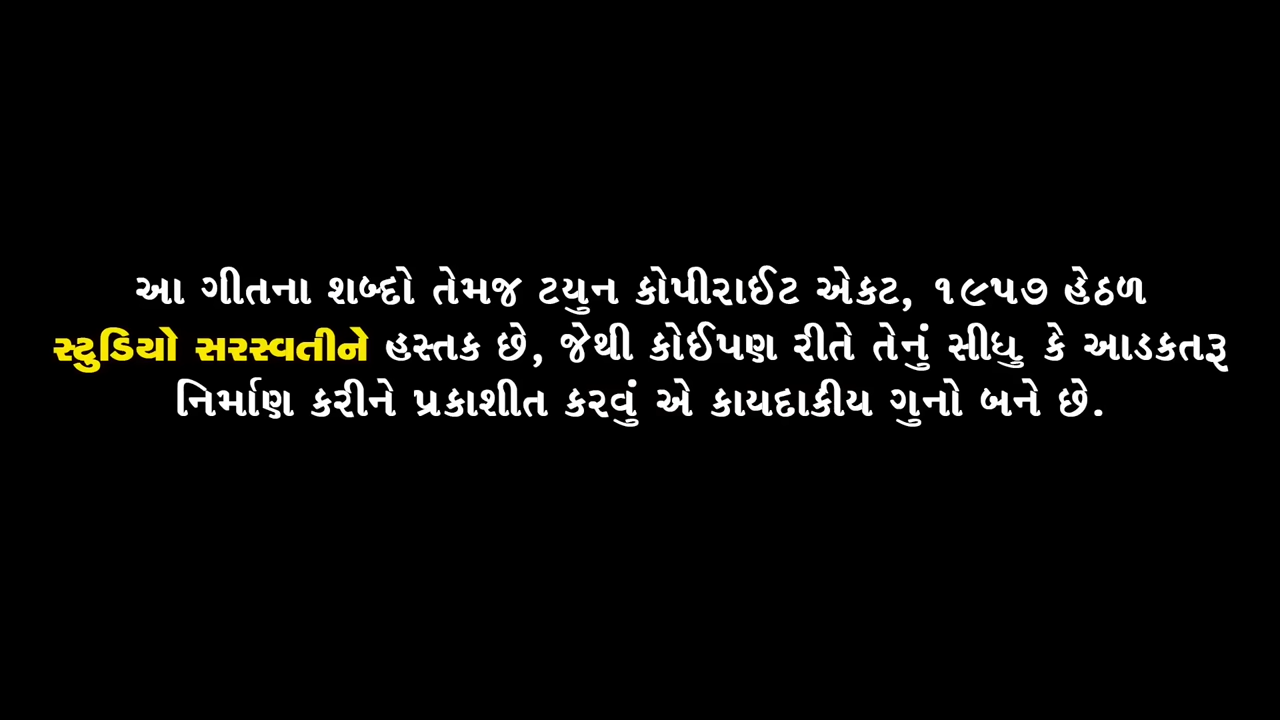 આ ગીતના શબ્દો તેમજ ટયુન કોપીરાઈટ એકટ, ૧૯૫૭ હેઠળ
સ્ટુડિયો સરસ્વતીને હસ્તક છે, જેથી કોઈપણ રીતે તેનું સીધુ કે આડકતરૂ
નિર્માણ કરીને પ્રકાશીત કરવું એ કાયદાકીય ગુનો બને છે.